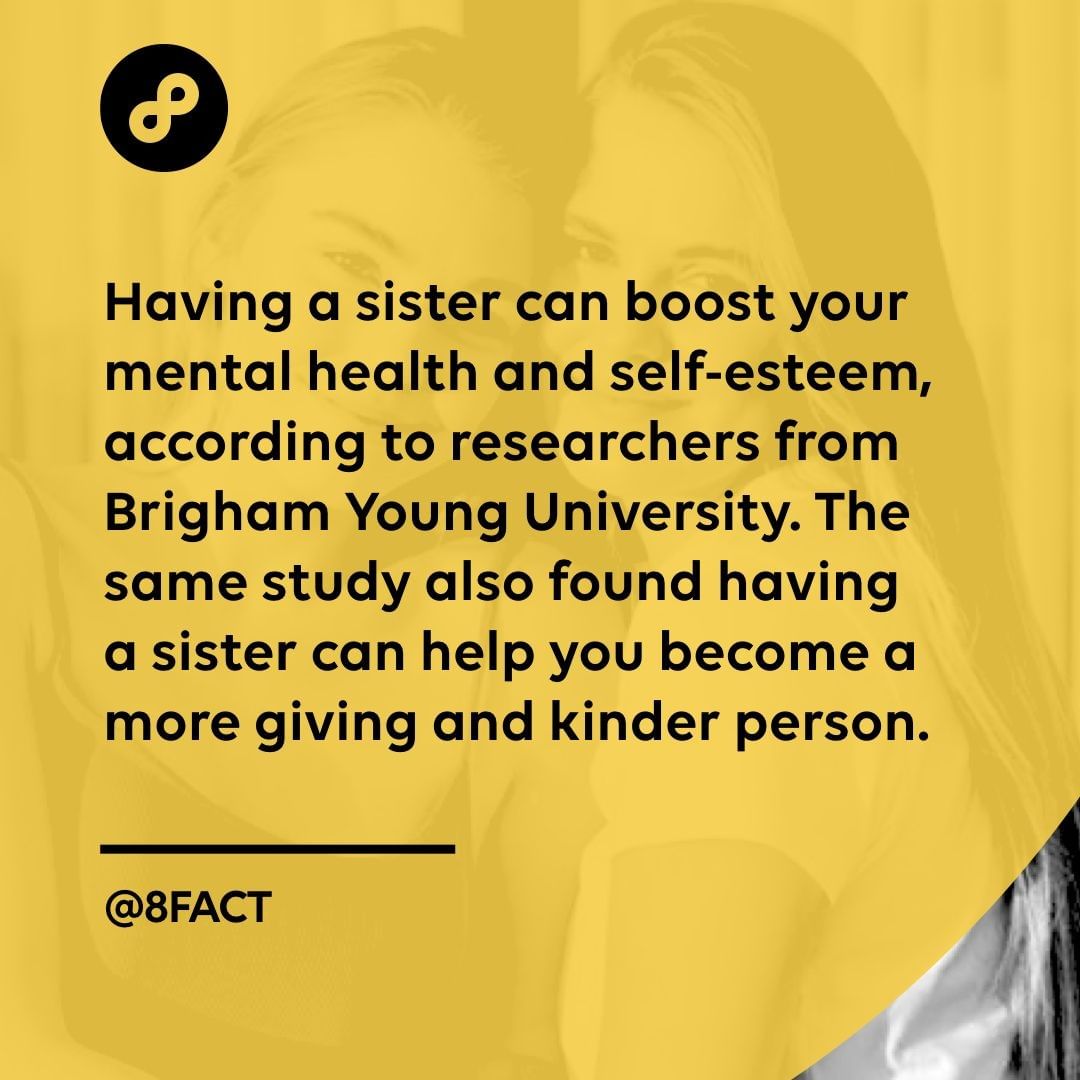 Having a sister can boost your
mental health and self-esteem,
according to researchers from
Brigham Young University. The
same study also found having
a sister can help you become a
more giving and kinder person.
@8FACT